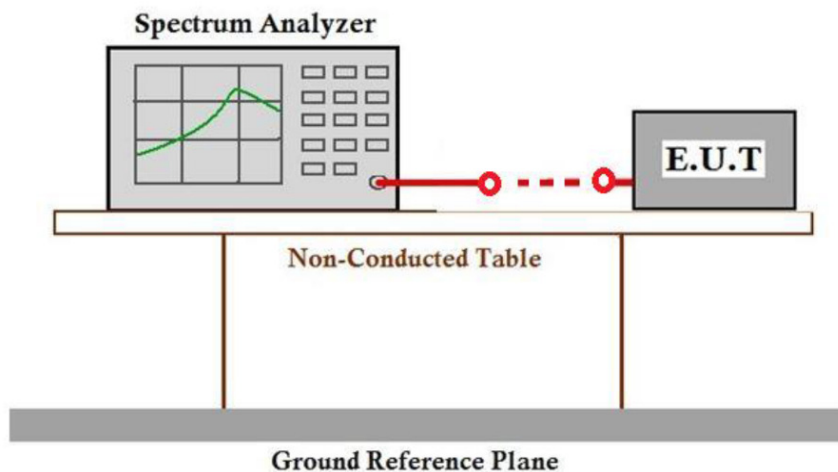 Spectrum Analyzer
E.U.T
Non-Conducted Table
Ground Reference Plane